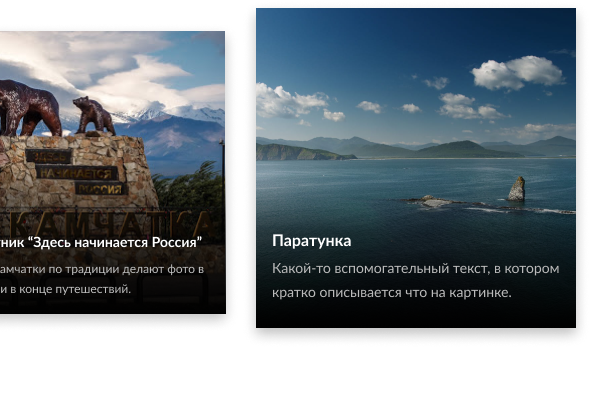 ЗДЕСЬ
НАЧИНАЕТСЯ
РОССИЯ
КАМЧАТКА
ник “Здесь начинается Россия”
амчатки по традиции делают фото в
и в конце путешествий.
Паратунка
Какой-то вспомогательный текст, в котором
кратко описывается что на картинке.